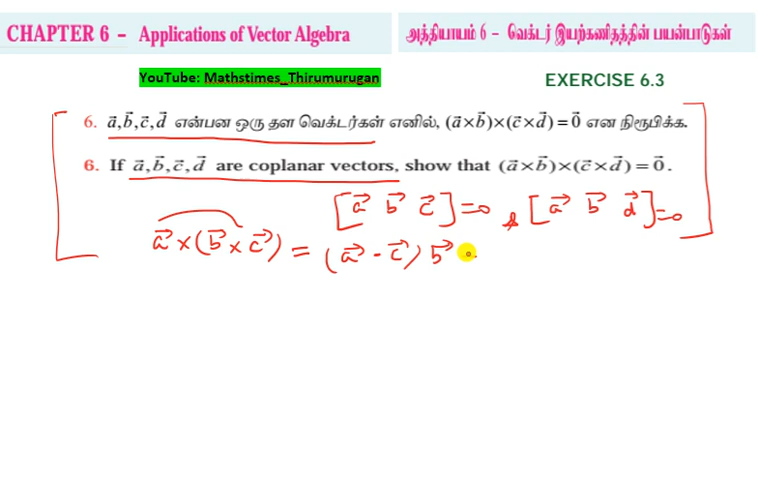 CHAPTER 6 – Applications of Vector Algebra
அத்தியாயம் 6 – வெக்டர் இயற்கணிதத்தின் பயன்பாடுகள்
YouTube: Mathstimes_Thirumurugan
EXERCISE 6.3
6. a⃗,b⃗,c⃗,d⃗ என்பன ஒரு தள வெக்டர்கள் எனில், (a⃗×b⃗)×(c⃗×d⃗)=0⃗ என நிரூபிக்க.
6. If a⃗,b⃗,c⃗,d⃗ are coplanar vectors, show that (a⃗×b⃗)×(c⃗×d⃗)=0⃗.
[a⃗ b⃗ c⃗]=0 & [a⃗ b⃗ d⃗]=0
a⃗×(b⃗×c⃗) = (a⃗-c⃗)b⃗